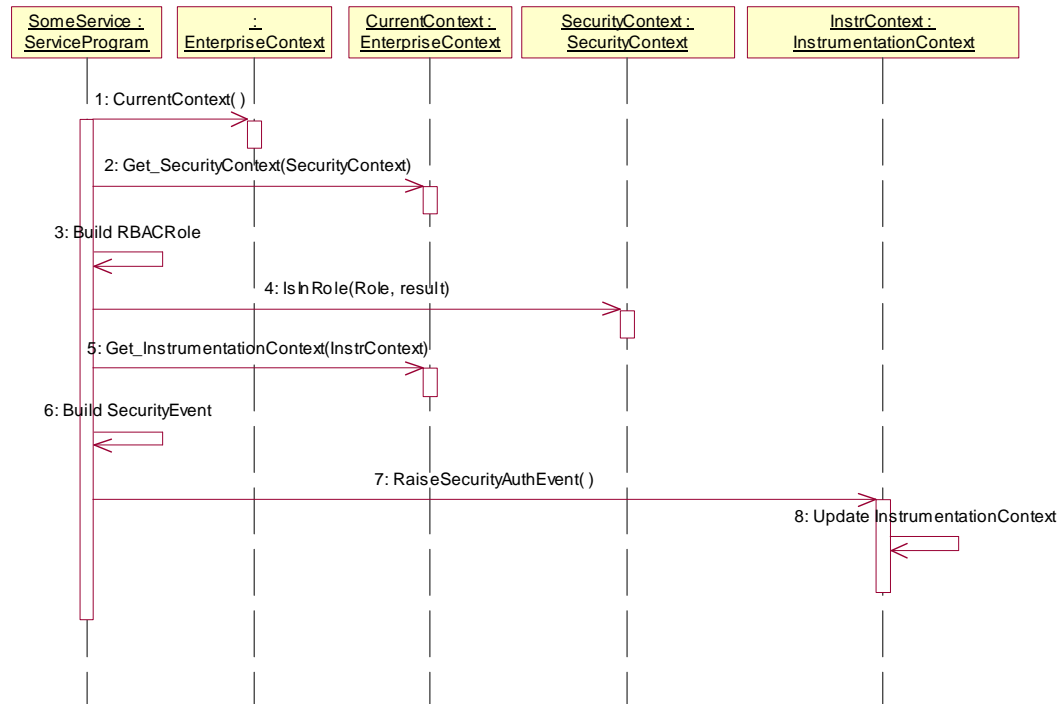 SomeService :
ServiceProgram
:
EnterpriseContext
CurrentContext :
EnterpriseContext
SecurityContext :
SecurityContext
InstrContext :
InstrumentationContext
1: CurrentContext( )
2: Get_SecurityContext(SecurityContext)
3: Build RBACRole
4: IsInRole(Role, result)
5: Get_InstrumentationContext(InstrContext)
6: Build SecurityEvent
7: RaiseSecurityAuthEvent( )
8: Update InstrumentationContext